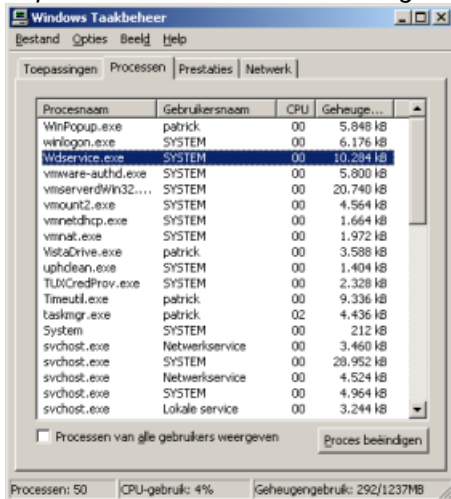 Windows Taakbeheer
Bestand Opties Beeld Help
Toepassingen Processen Prestaties Netwerk
Procesnaam Gebruikersnaam CPU Geheuge...
WinPopup.exe patrick 00 5.848 kB
winlogon.exe SYSTEM 00 6.176 kB
Wdservice.exe SYSTEM 00 10.284 kB
vmware-authd.exe SYSTEM 00 5.800 kB
vmserverdWin32.... SYSTEM 00 20.740 kB
vmount2.exe SYSTEM 00 4.564 kB
vmnetdhcp.exe SYSTEM 00 1.664 kB
vmnat.exe SYSTEM 00 1.972 kB
VistaDrive.exe patrick 00 3.588 kB
uphclean.exe SYSTEM 00 1.404 kB
TUXCredProv.exe SYSTEM 00 2.328 kB
Timeutil.exe patrick 00 9.336 kB
taskmgr.exe patrick 02 4.436 kB
System SYSTEM 00 212 kB
svchost.exe Netwerkservice 00 3.460 kB
svchost.exe SYSTEM 00 28.952 kB
svchost.exe Netwerkservice 00 4.524 kB
svchost.exe SYSTEM 00 4.964 kB
svchost.exe Lokale service 00 3.244 kB
Processen van alle gebruikers weergeven Proces beëindigen
Processen: 50 CPU-gebruik: 4% Geheugengebruik: 292/1237MB